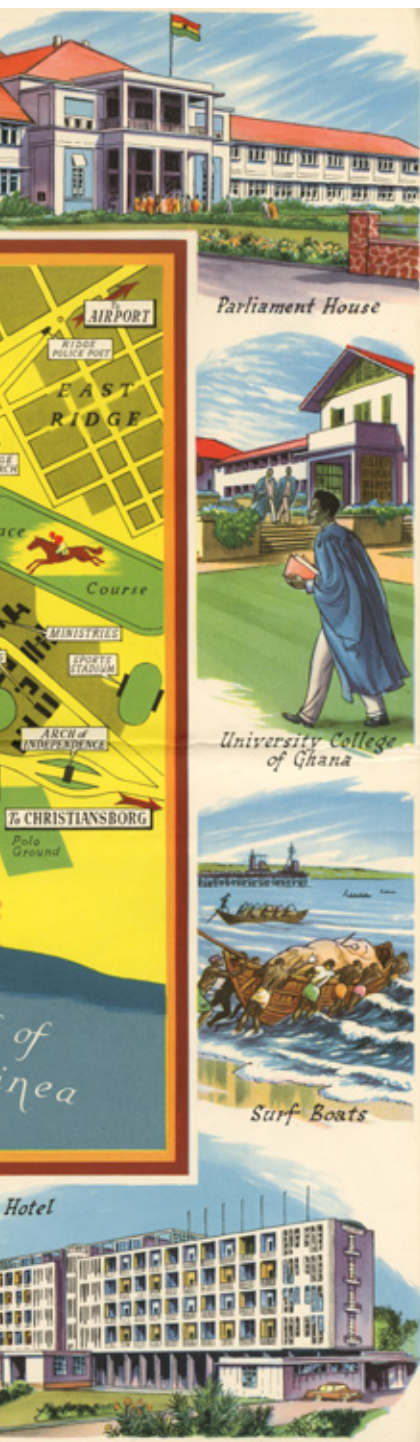 Parliament House
To
AIRPORT
RIDGE
POLICE POST
EAST
RIDGE
Course
MINISTRIES
SPORTS
STADIUM
ARCH of
INDEPENDENCE
To CHRISTIANSBORG
Polo
Ground
of
University College
of Ghana
Surf Boats
Hotel